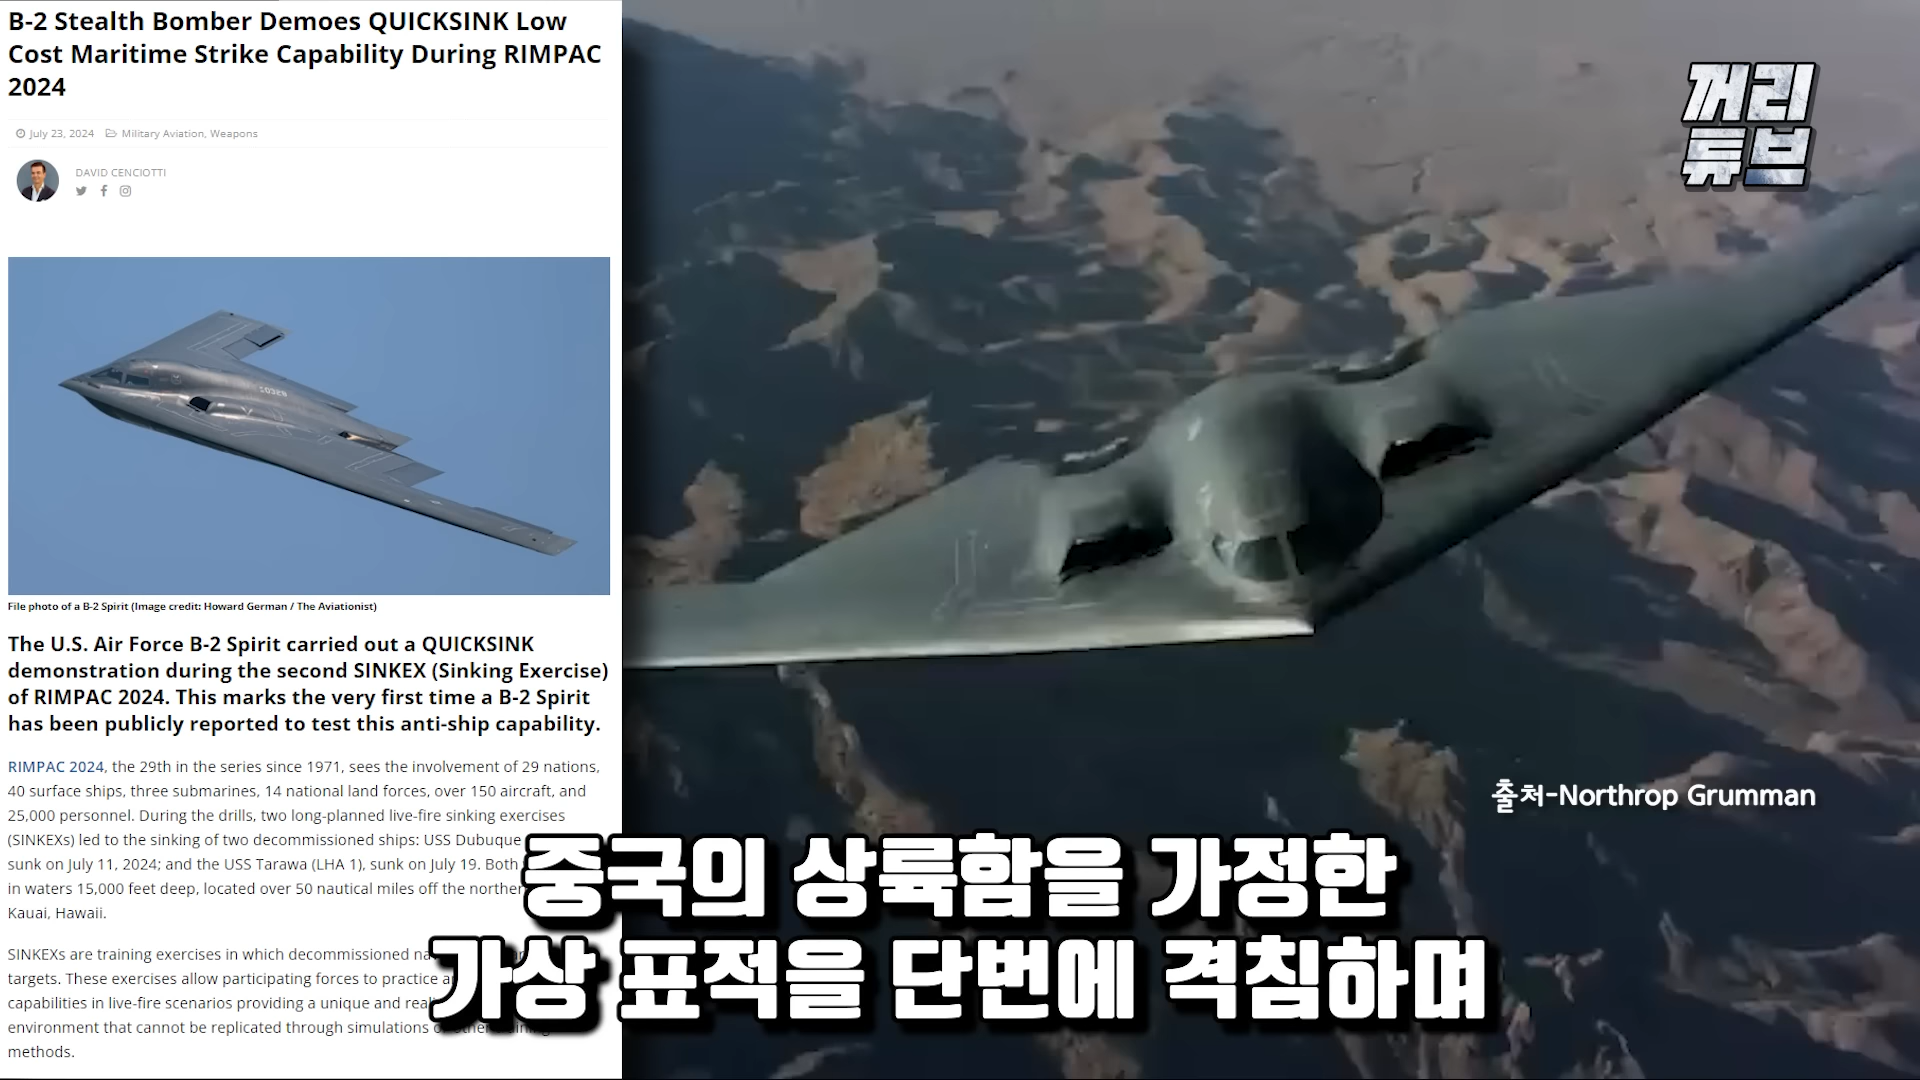 B-2 Stealth Bomber Demoes QUICKSINK Low
Cost Maritime Strike Capability During RIMPAC
2024
July 23, 2024 Military Aviation, Weapons
DAVID CENCIOTTI
File photo of a B-2 Spirit (Image credit: Howard German / The Aviationist)
The U.S. Air Force B-2 Spirit carried out a QUICKSINK
demonstration during the second SINKEX (Sinking Exercise)
of RIMPAC 2024. This marks the very first time a B-2 Spirit
has been publicly reported to test this anti-ship capability.
RIMPAC 2024, the 29th in the series since 1971, sees the involvement of 29 nations,
40 surface ships, three submarines, 14 national land forces, over 150 aircraft, and
25,000 personnel. During the drills, two long-planned live-fire sinking exercises
(SINKEXs) led to the sinking of two decommissioned ships: USS Dubuque
sunk on July 11, 2024; and the USS Tarawa (LHA 1), sunk on July 19. Both
in waters 15,000 feet deep, located over 50 nautical miles off the northern
Kauai, Hawaii.
SINKEXs are training exercises in which decommissioned
targets. These exercises allow participating forces to practice
capabilities in live-fire scenarios providing a unique and
environment that cannot be replicated through simulations
methods.
꺼리
튜브
출처-Northrop Grumman
중국의 상륙함을 가정한
가상 표적을 단번에 격침하며